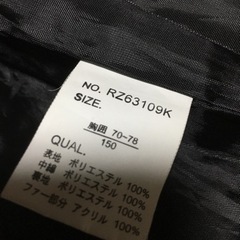 NO. RZ63109K
SIZE.
胸囲 70-78
150
QUAL.
表地 ポリエステル 100%
中綿 ポリエステル 100%
裏地 ポリエステル 100%
ファー部分 アクリル 100%